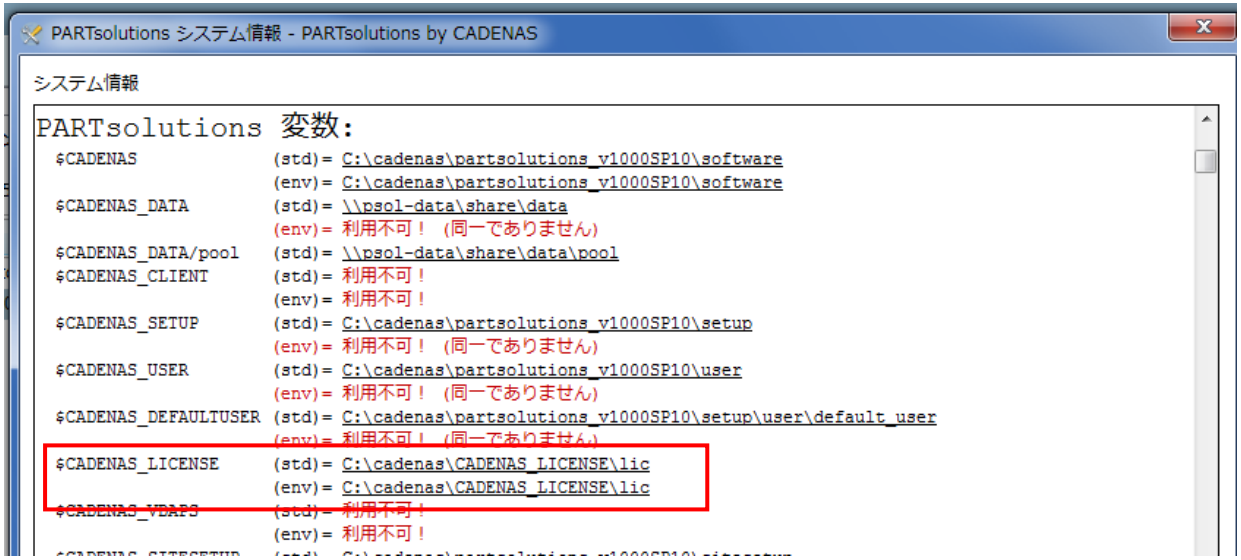 PARTsolutions システム情報 - PARTsolutions by CADENAS
システム情報
PARTsolutions 変数:
$CADENAS (std)= C:\cadenas\partsolutions_v1000SP10\software
(env)= C:\cadenas\partsolutions_v1000SP10\software
$CADENAS_DATA (std)= \\psol-data\share\data
(env)= 利用不可！ (同一でありません)
$CADENAS_DATA/pool (std)= \\psol-data\share\data\pool
$CADENAS_CLIENT (std)= 利用不可！
(env)= 利用不可！
$CADENAS_SETUP (std)= C:\cadenas\partsolutions_v1000SP10\setup
(env)= 利用不可！ (同一でありません)
$CADENAS_USER (std)= C:\cadenas\partsolutions_v1000SP10\user
(env)= 利用不可！ (同一でありません)
$CADENAS_DEFAULTUSER (std)= C:\cadenas\partsolutions_v1000SP10\setup\user\default_user
(env)= 利用不可！ (同一でありません)
$CADENAS_LICENSE (std)= C:\cadenas\CADENAS_LICENSE\lic
(env)= C:\cadenas\CADENAS_LICENSE\lic
$CADENAS_VDAPS (std)= 利用不可！
(env)= 利用不可！
$CADENAS_SITESETUP (std)= C:\cadenas\partsolutions_v1000SP10\sitesetup